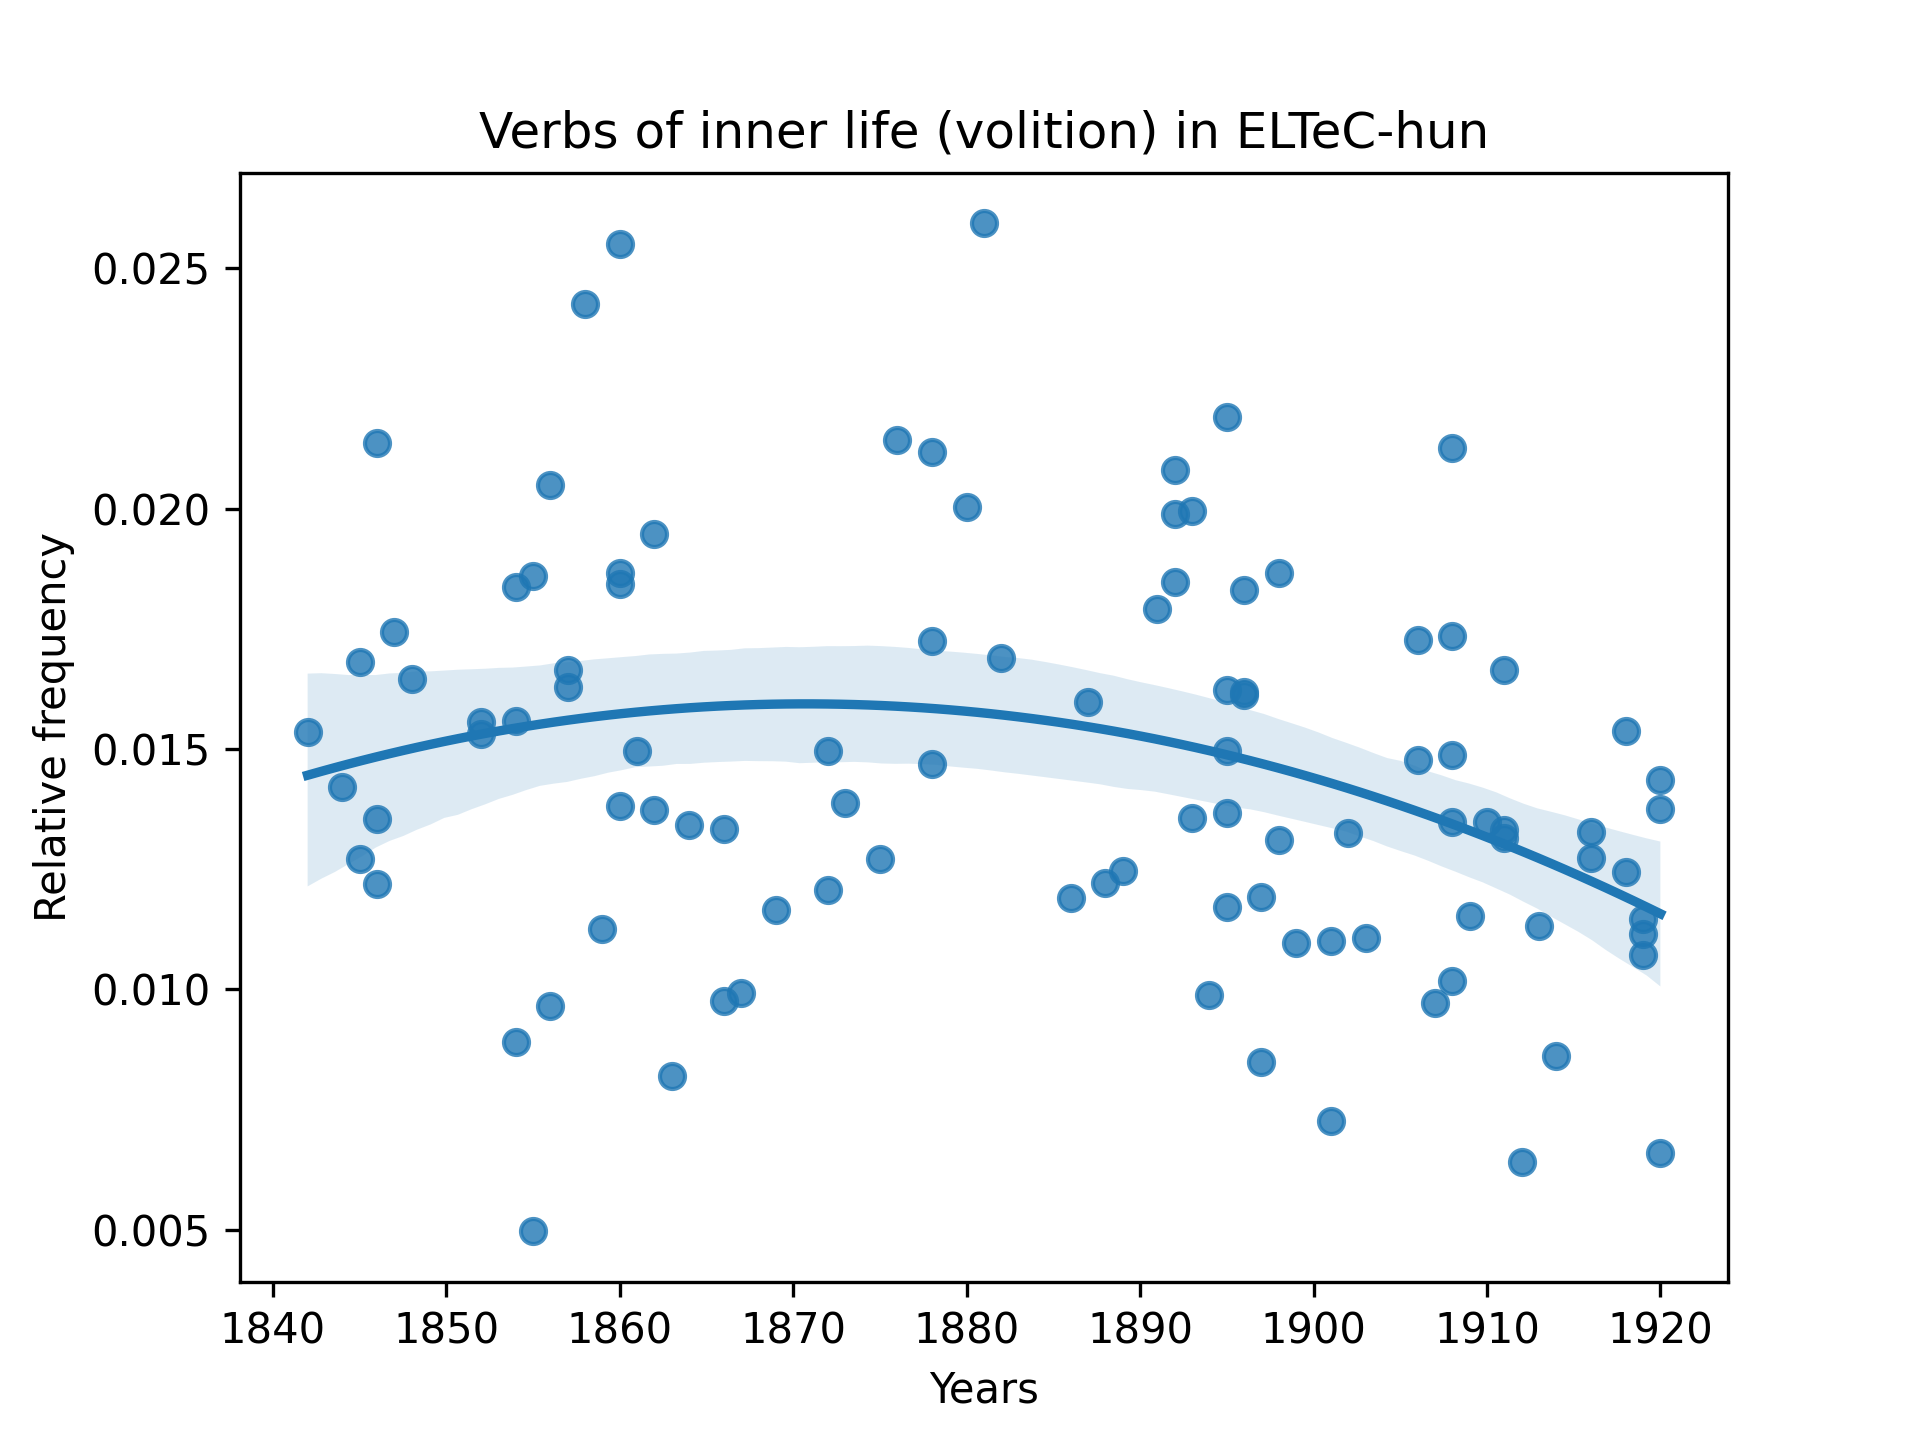 Verbs of inner life (volition) in ELTeC-hun
Relative frequency
0.025
0.020
0.015
0.010
0.005
1840 1850 1860 1870 1880 1890 1900 1910 1920
Years